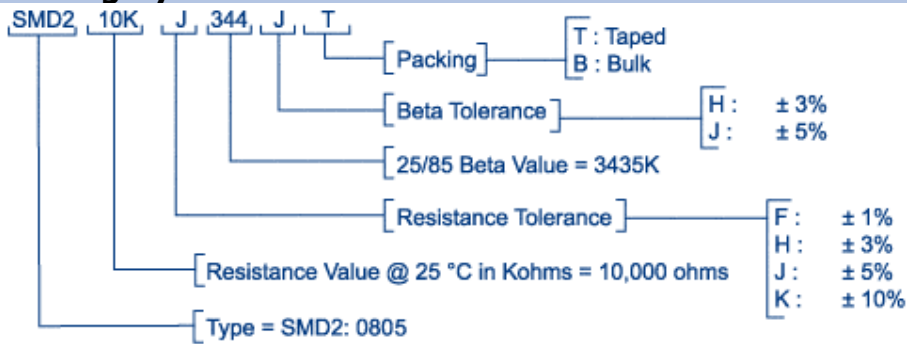 SMD2 10K J 344 J T
[Packing]
T : Taped
B : Bulk
[Beta Tolerance]
H : ± 3%
J : ± 5%
[25/85 Beta Value = 3435K
[Resistance Tolerance]
F : ± 1%
H : ± 3%
J : ± 5%
K : ± 10%
[Resistance Value @ 25 °C in Kohms = 10,000 ohms
[Type = SMD2: 0805